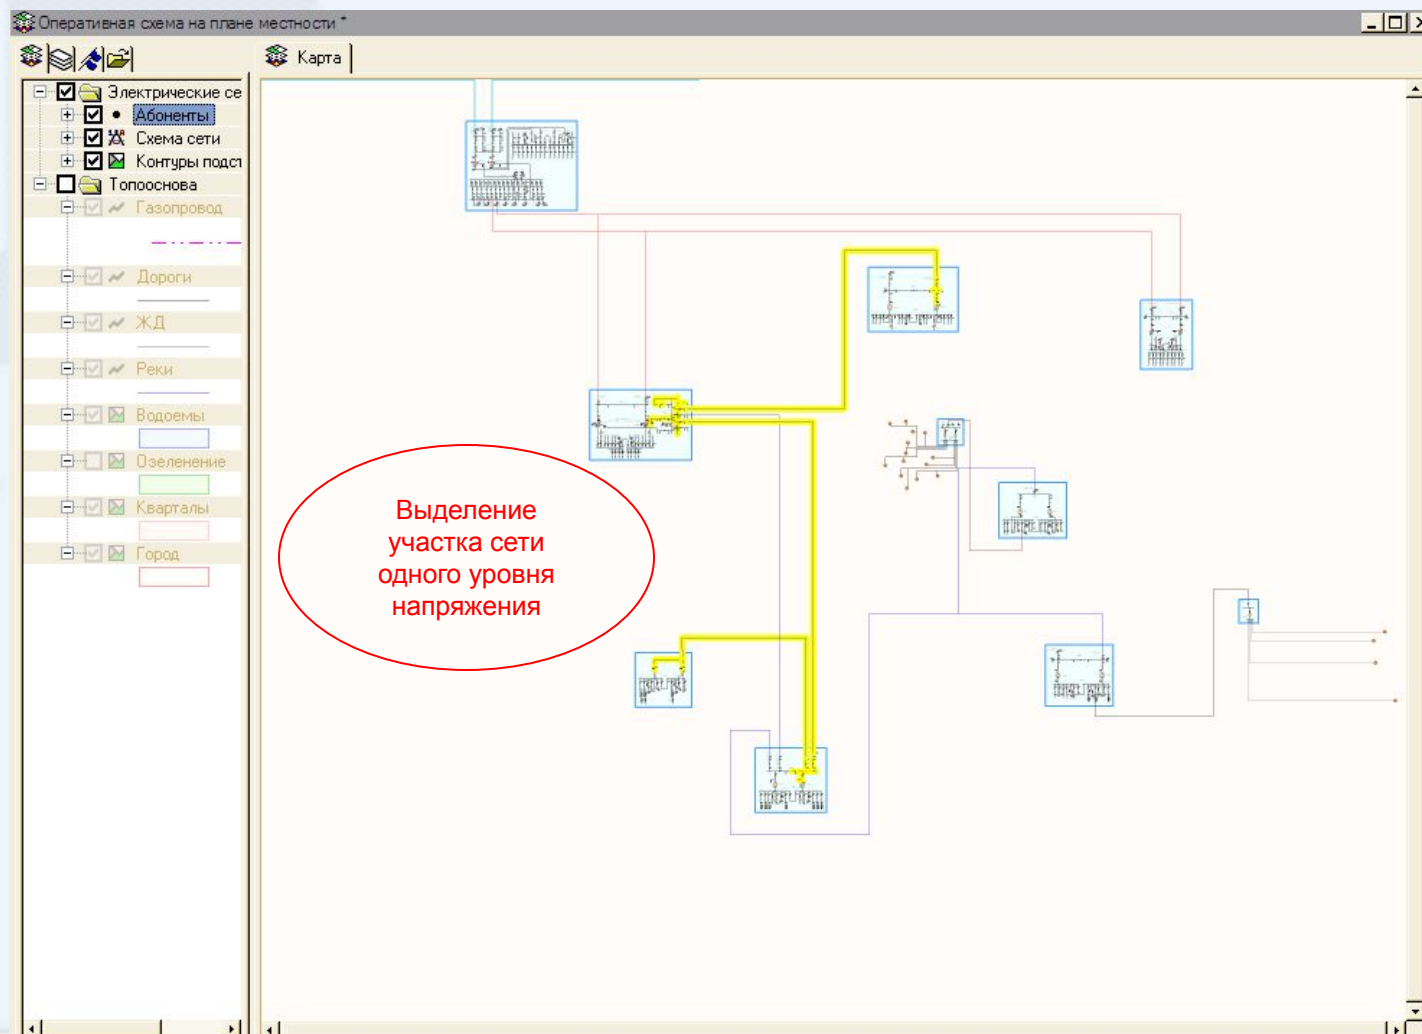 Оперативная схема на плане местности *
Карта
Электрические се
Абоненты
Схема сети
Контуры подст
Топооснова
Газопровод
Дороги
ЖД
Реки
Водоемы
Озеленение
Кварталы
Город
Выделение
участка сети
одного уровня
напряжения